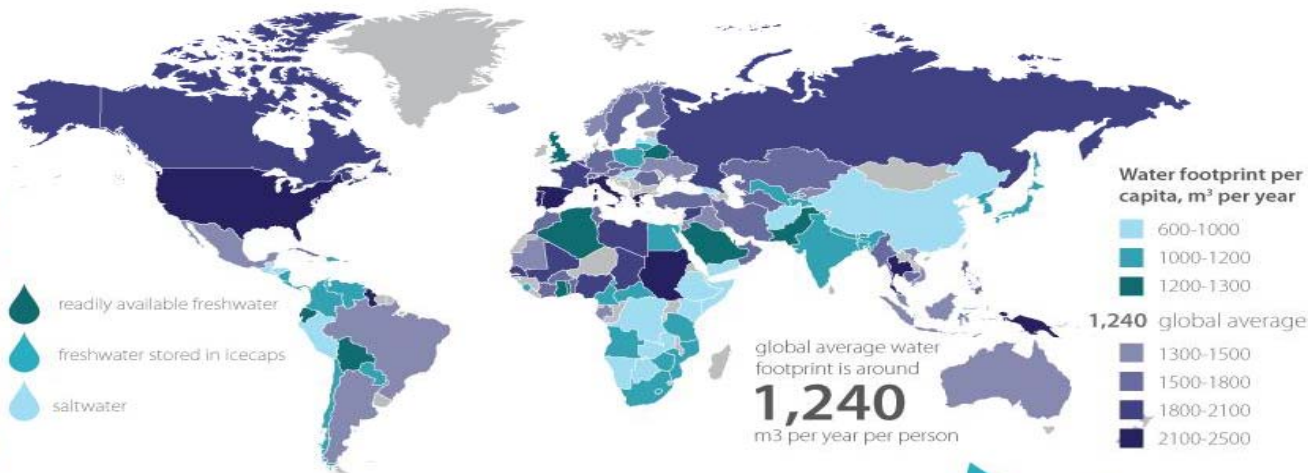 readily available freshwater
freshwater stored in icecaps
saltwater
global average water
footprint is around
1,240
m3 per year per person
Water footprint per
capita, m³ per year
600-1000
1000-1200
1200-1300
1,240 global average
1300-1500
1500-1800
1800-2100
2100-2500